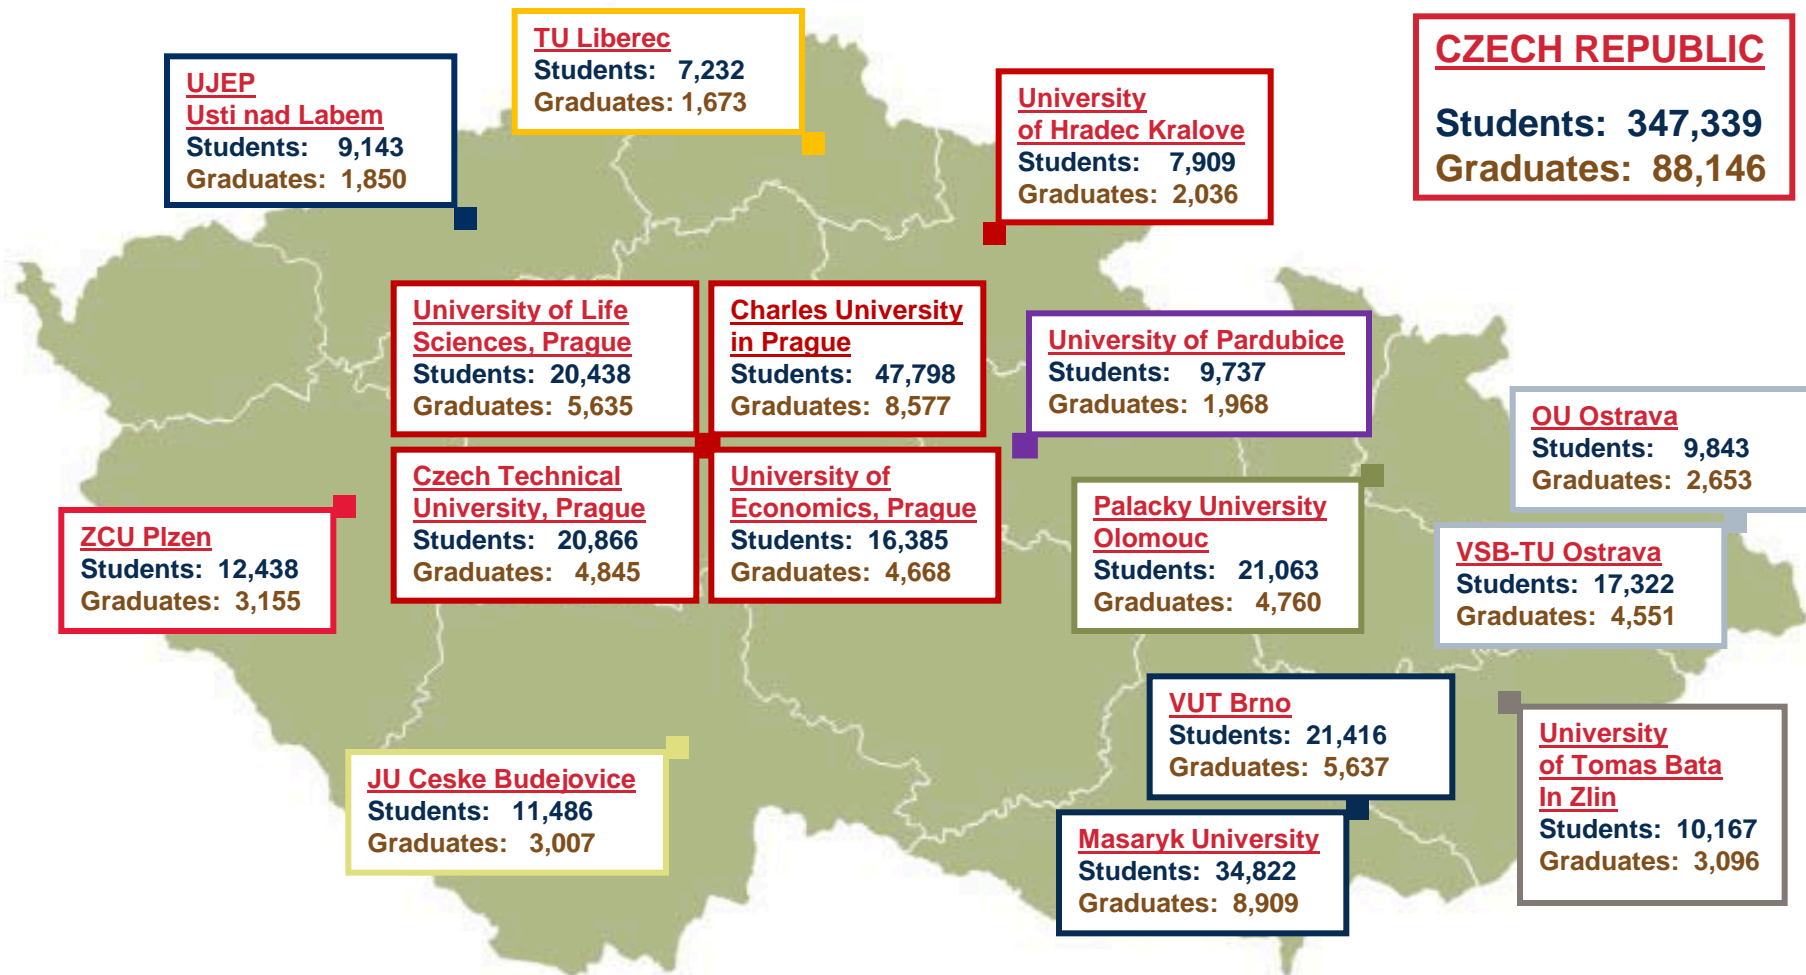 TU Liberec
Students: 7,232
Graduates: 1,673
CZECH REPUBLIC
Students: 347,339
Graduates: 88,146
UJEP
Usti nad Labem
Students: 9,143
Graduates: 1,850
University
of Hradec Kralove
Students: 7,909
Graduates: 2,036
University of Life
Sciences, Prague
Students: 20,438
Graduates: 5,635
Charles University
in Prague
Students: 47,798
Graduates: 8,577
University of Pardubice
Students: 9,737
Graduates: 1,968
OU Ostrava
Students: 9,843
Graduates: 2,653
Czech Technical
University, Prague
Students: 20,866
Graduates: 4,845
University of
Economics, Prague
Students: 16,385
Graduates: 4,668
Palacky University
Olomouc
Students: 21,063
Graduates: 4,760
ZCU Plzen
Students: 12,438
Graduates: 3,155
VSB-TU Ostrava
Students: 17,322
Graduates: 4,551
VUT Brno
Students: 21,416
Graduates: 5,637
University
of Tomas Bata
In Zlin
Students: 10,167
Graduates: 3,096
JU Ceske Budejovice
Students: 11,486
Graduates: 3,007
Masaryk University
Students: 34,822
Graduates: 8,909